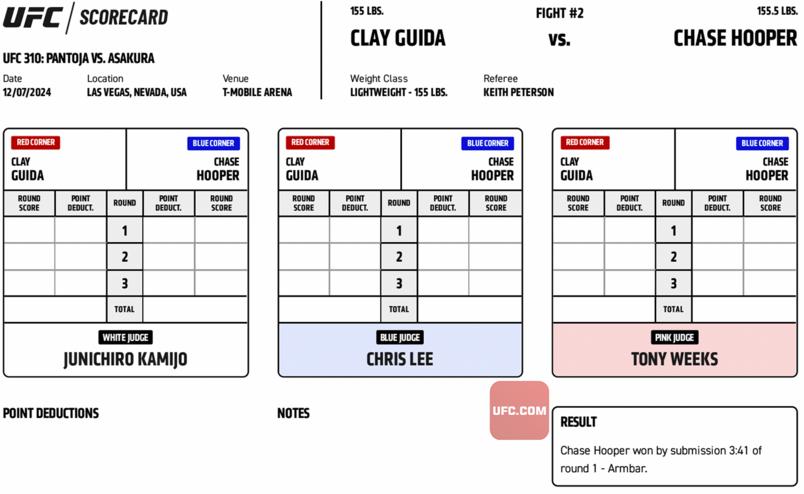 UFC / SCORECARD
UFC 310: PANTOJA VS. ASAKURA
Date
Location
Venue
12/07/2024
LAS VEGAS, NEVADA, USA
T-MOBILE ARENA
155 LBS.
FIGHT #2
155.5 LBS.
CLAY GUIDA
vs.
CHASE HOOPER
Weight Class
Referee
LIGHTWEIGHT - 155 LBS.
KEITH PETERSON
RED CORNER
BLUE CORNER
CLAY
GUIDA
CHASE
HOOPER
ROUND
SCORE
POINT
DEDUCT.
ROUND
POINT
DEDUCT.
ROUND
SCORE
1
2
3
TOTAL
WHITE JUDGE
JUNICHIRO KAMIJO
RED CORNER
BLUE CORNER
CLAY
GUIDA
CHASE
HOOPER
ROUND
SCORE
POINT
DEDUCT.
ROUND
POINT
DEDUCT.
ROUND
SCORE
1
2
3
TOTAL
BLUE JUDGE
CHRIS LEE
RED CORNER
BLUE CORNER
CLAY
GUIDA
CHASE
HOOPER
ROUND
SCORE
POINT
DEDUCT.
ROUND
POINT
DEDUCT.
ROUND
SCORE
1
2
3
TOTAL
PINK JUDGE
TONY WEEKS
POINT DEDUCTIONS
NOTES
UFC.COM
RESULT
Chase Hooper won by submission 3:41 of
round 1 - Armbar.